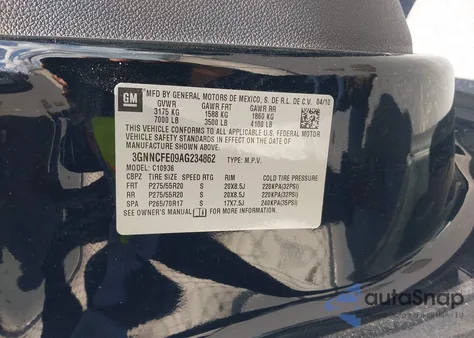 GM
MFD BY GENERAL MOTORS DE MEXICO, S. DE R.L. DE C.V. 04/10
GVWR GAWR FRT GAWR RR
3175 KG 1588 KG 1860 KG
7000 LB 3500 LB 4100 LB
THIS VEHICLE CONFORMS TO ALL APPLICABLE U.S. FEDERAL MOTOR
VEHICLE SAFETY STANDARDS IN EFFECT ON THE DATE OF
MANUFACTURE SHOWN ABOVE.
3GNNCFE09AG234862 TYPE: M.P.V.
MODEL: C10936
CBPZ TIRE SIZE SPEED RTG RIM COLD TIRE PRESSURE
FRT P275/55R20 S 20X8.5J 220KPA(32PSI)
RR P275/55R20 S 20X8.5J 220KPA(32PSI)
SPA P265/70R17 S 17X7.5J 240KPA(35PSI)
SEE OWNER'S MANUAL FOR MORE INFORMATION.
autoSnap